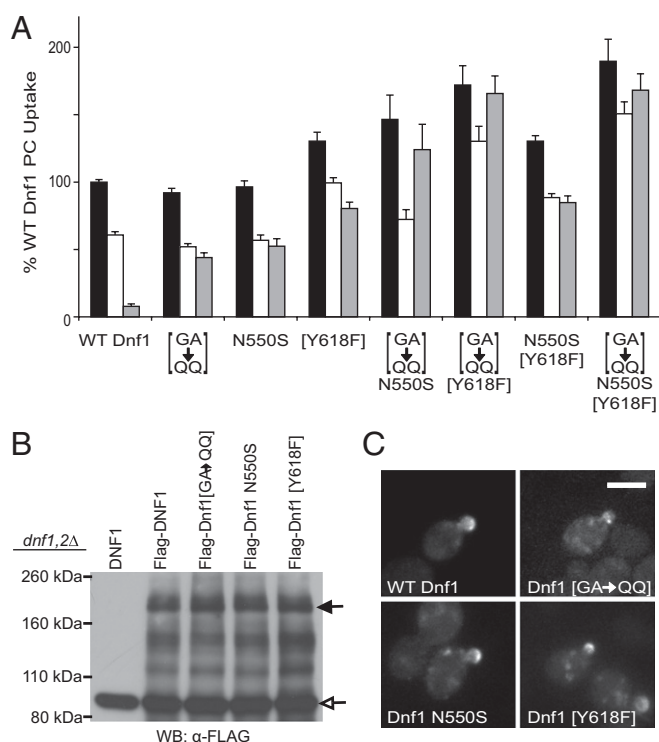 A
% WT Dnf1 PC Uptake
200
100
0
WT Dnf1
[GA➔QQ]
N550S
[Y618F]
[GA➔QQ] N550S
[GA➔QQ] [Y618F]
N550S [Y618F]
[GA➔QQ] N550S [Y618F]
B
dnf1,2Δ
DNF1
Flag-DNF1
Flag-Dnf1[GA➔QQ]
Flag-Dnf1 N550S
Flag-Dnf1 [Y618F]
260 kDa
160 kDa
110 kDa
80 kDa
WB: α-FLAG
C
WT Dnf1
Dnf1 [GA➔QQ]
Dnf1 N550S
Dnf1 [Y618F]